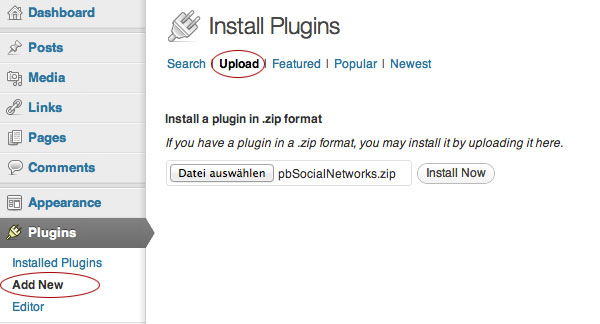 Dashboard
Posts
Media
Links
Pages
Comments
Appearance
Plugins
Installed Plugins
Add New
Editor
Install Plugins
Search | Upload | Featured | Popular | Newest
Install a plugin in .zip format
If you have a plugin in a .zip format, you may install it by uploading it here.
Datei auswählen pbSocialNetworks.zip Install Now